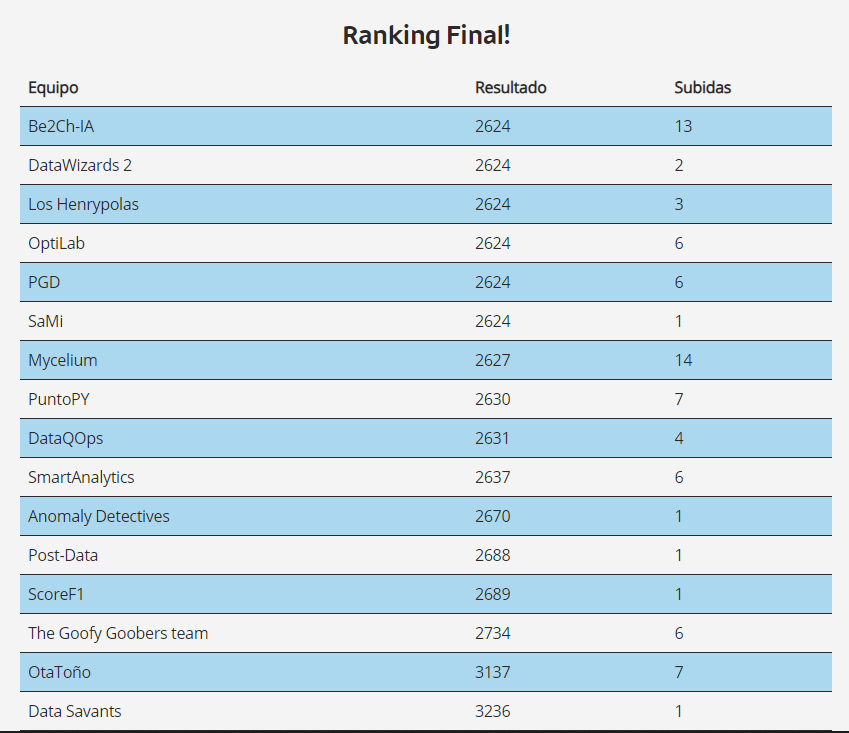 Ranking Final!
Equipo Resultado Subidas
Be2Ch-IA 2624 13
DataWizards 2 2624 2
Los Henrypolas 2624 3
OptiLab 2624 6
PGD 2624 6
SaMi 2624 1
Mycelium 2627 14
PuntoPY 2630 7
DataQOps 2631 4
SmartAnalytics 2637 6
Anomaly Detectives 2670 1
Post-Data 2688 1
ScoreF1 2689 1
The Goofy Goobers team 2734 6
OtaToño 3137 7
Data Savants 3236 1